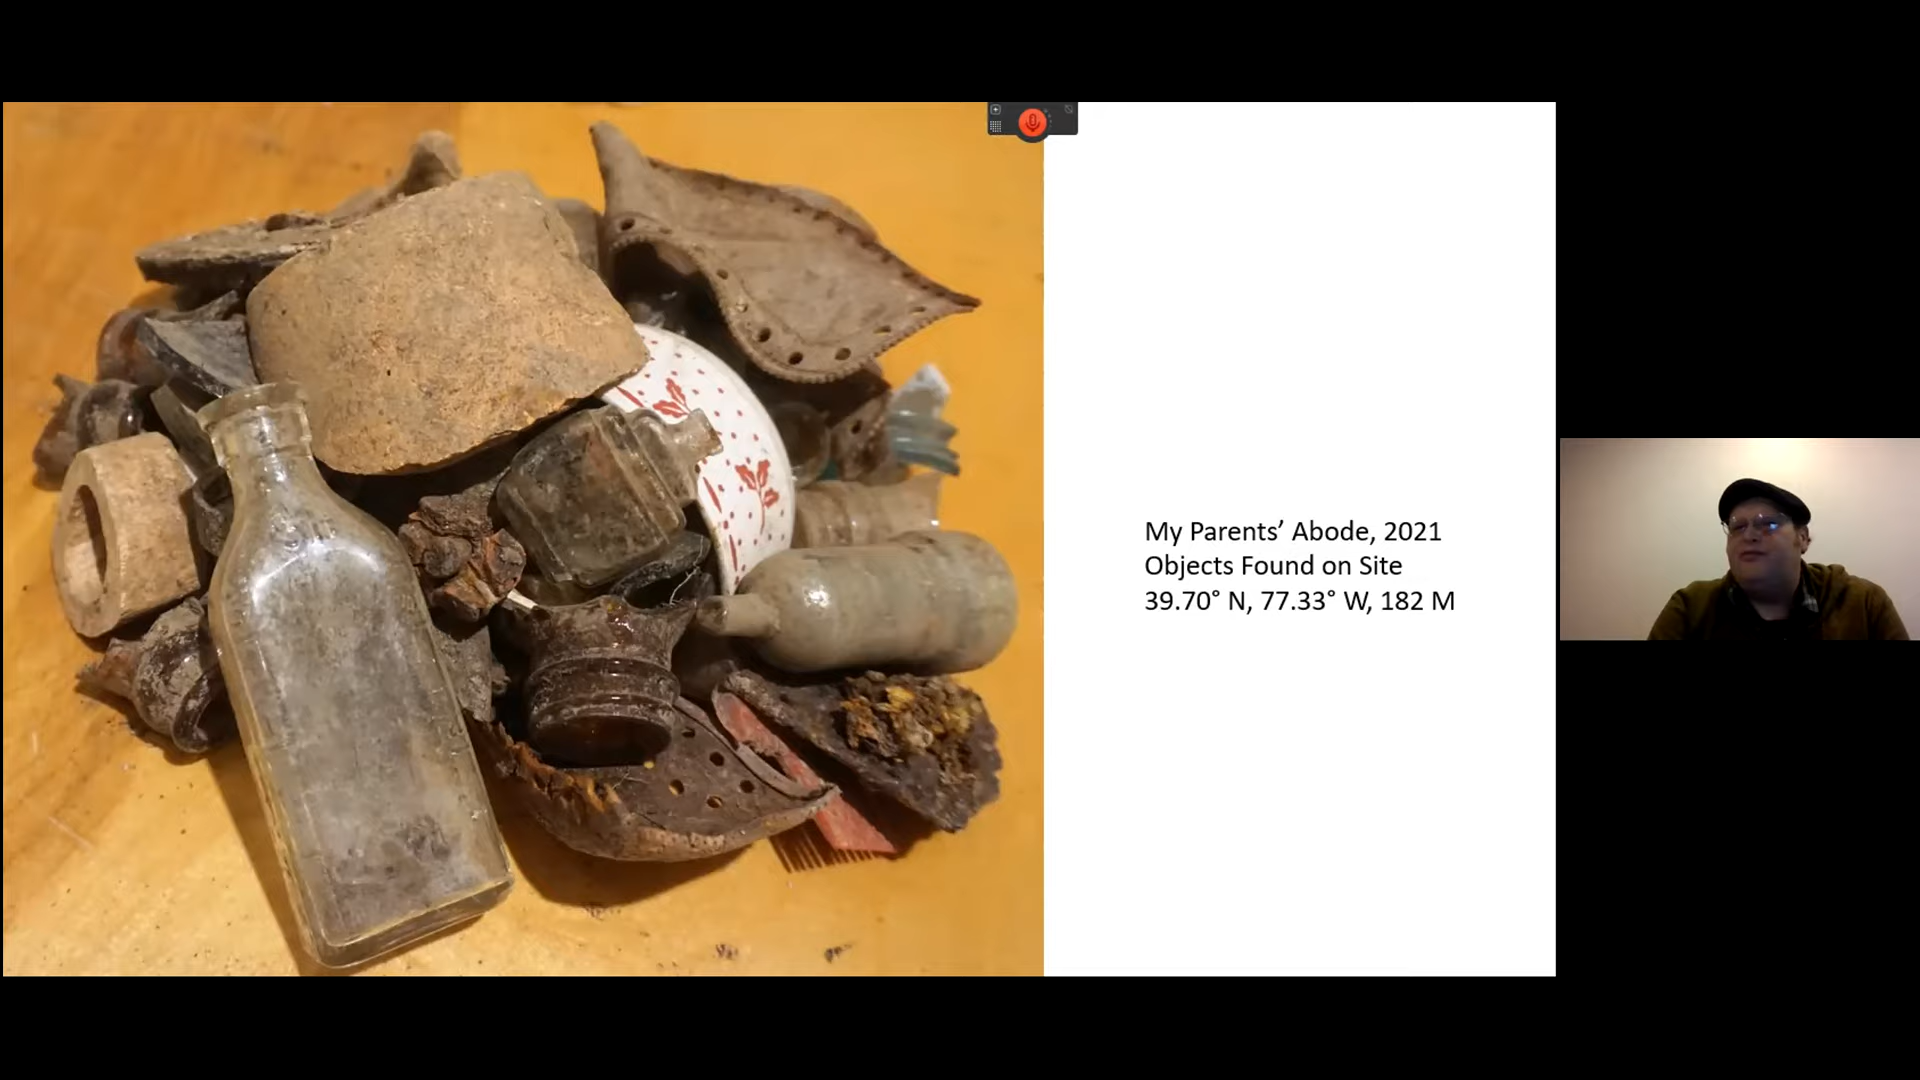 My Parents’ Abode, 2021
Objects Found on Site
39.70° N, 77.33° W, 182 M